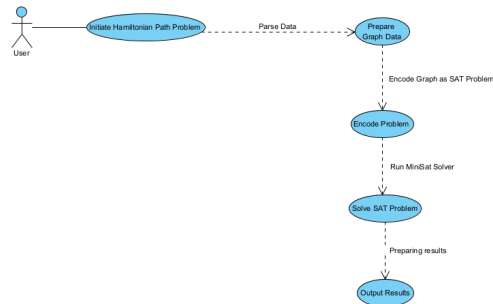 Initiate Hamiltonian Path Problem
Parse Data
Prepare
Graph Data
User
Encode Graph as SAT Problem
Encode Problem
Run MiniSat Solver
Solve SAT Problem
Preparing results
Output Results